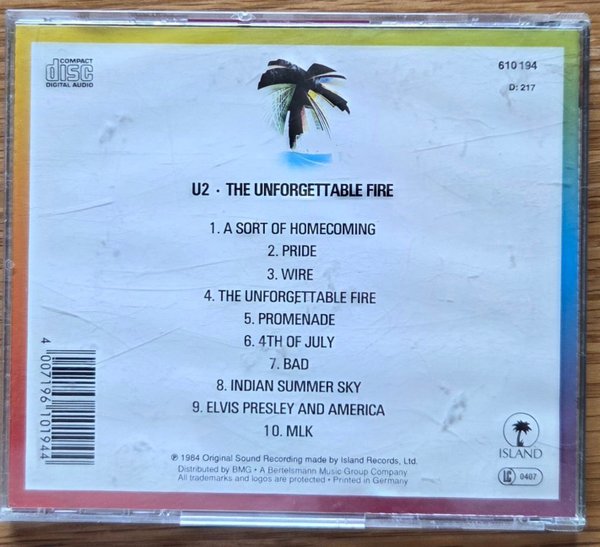 COMPACT
disc
DIGITAL AUDIO
610 194
D: 217
U2 · THE UNFORGETTABLE FIRE
1. A SORT OF HOMECOMING
2. PRIDE
3. WIRE
4. THE UNFORGETTABLE FIRE
5. PROMENADE
6. 4TH OF JULY
7. BAD
8. INDIAN SUMMER SKY
9. ELVIS PRESLEY AND AMERICA
10. MLK
℗ 1984 Original Sound Recording made by Island Records, Ltd.
Distributed by BMG • A Bertelsmann Music Group Company
All trademarks and logos are protected • Printed in Germany
4 007196 101944
ISLAND
LC 0407